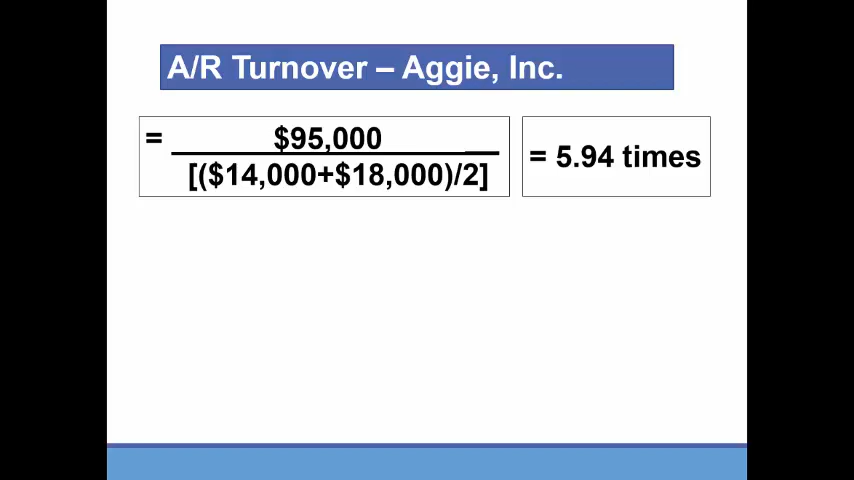 A/R Turnover – Aggie, Inc.
= $95,000
[($14,000+$18,000)/2]
= 5.94 times